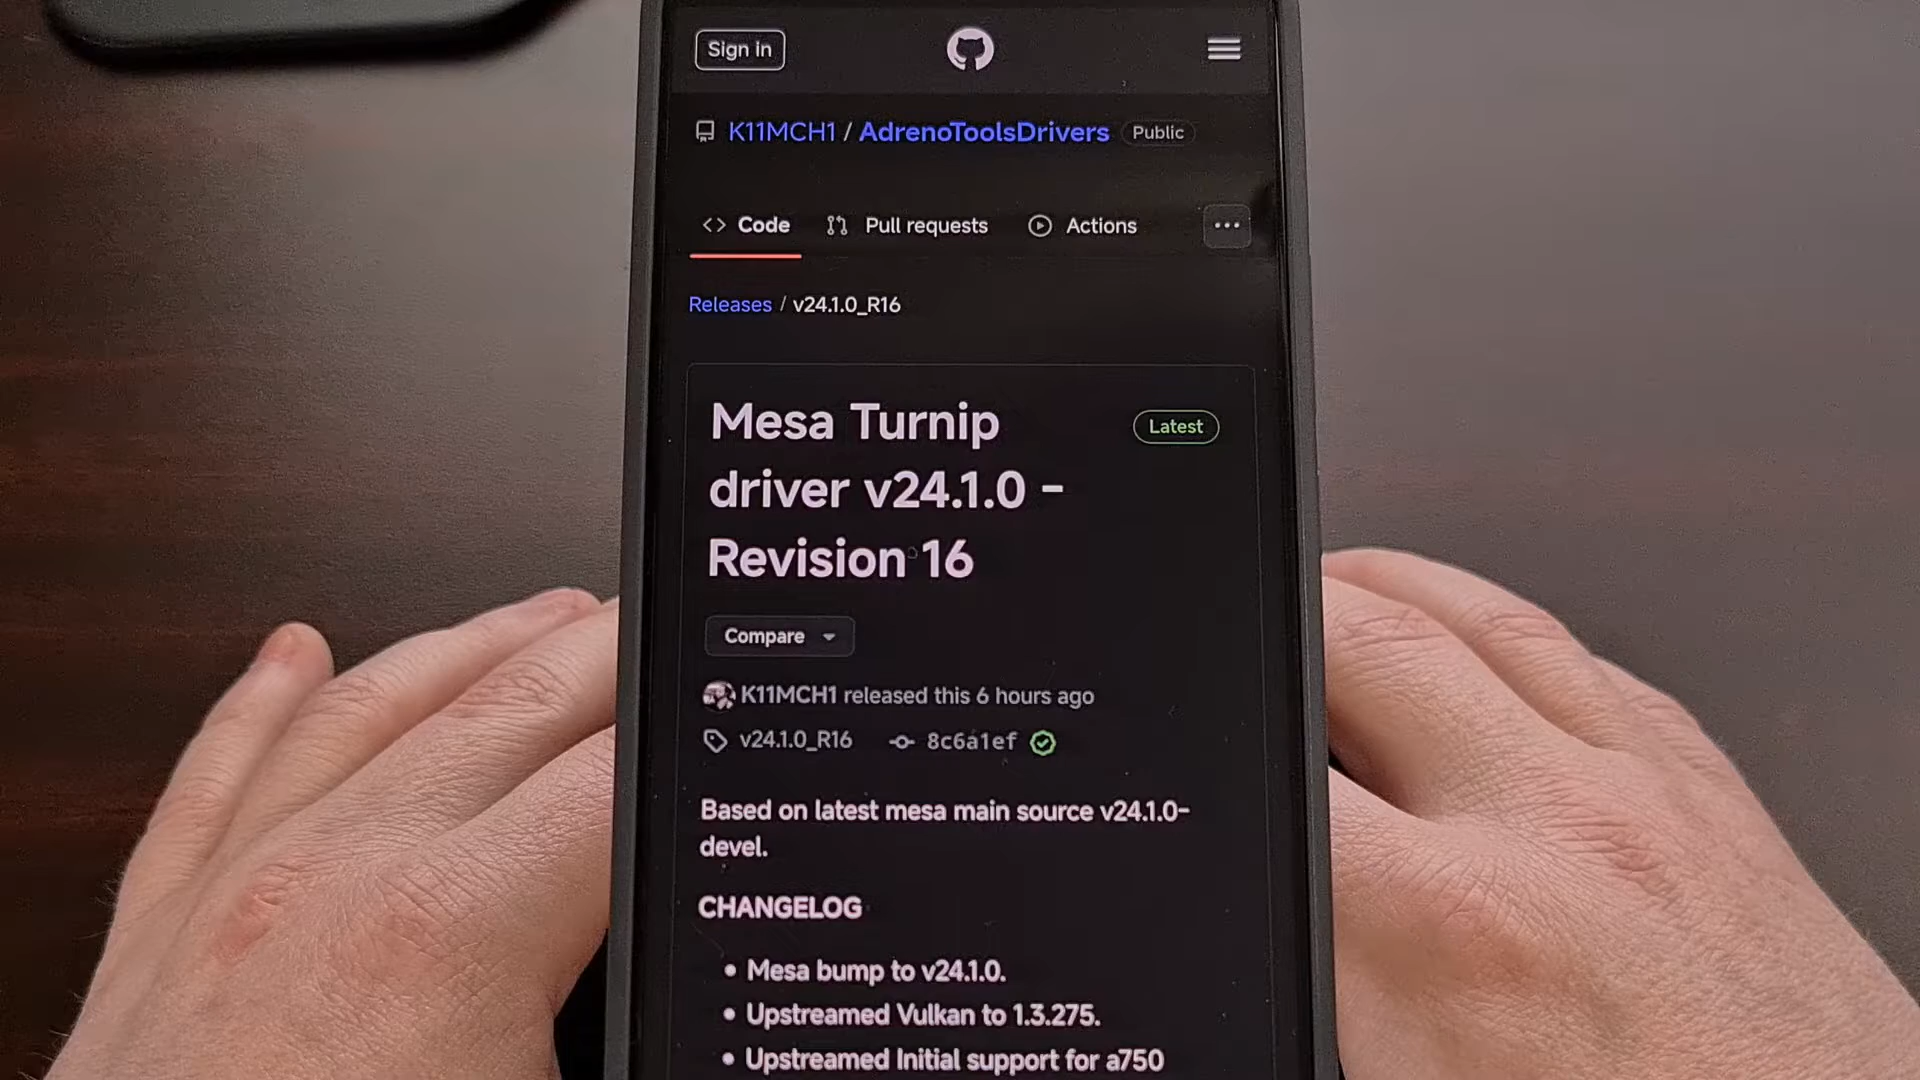 Sign in
K11MCH1 / AdrenoToolsDrivers Public
Code Pull requests Actions
Releases / v24.1.0_R16
Mesa Turnip Latest
driver v24.1.0 -
Revision 16
Compare
K11MCH1 released this 6 hours ago
v24.1.0_R16 8c6a1ef
Based on latest mesa main source v24.1.0-
devel.
CHANGELOG
• Mesa bump to v24.1.0.
• Upstreamed Vulkan to 1.3.275.
• Upstreamed Initial support for a750